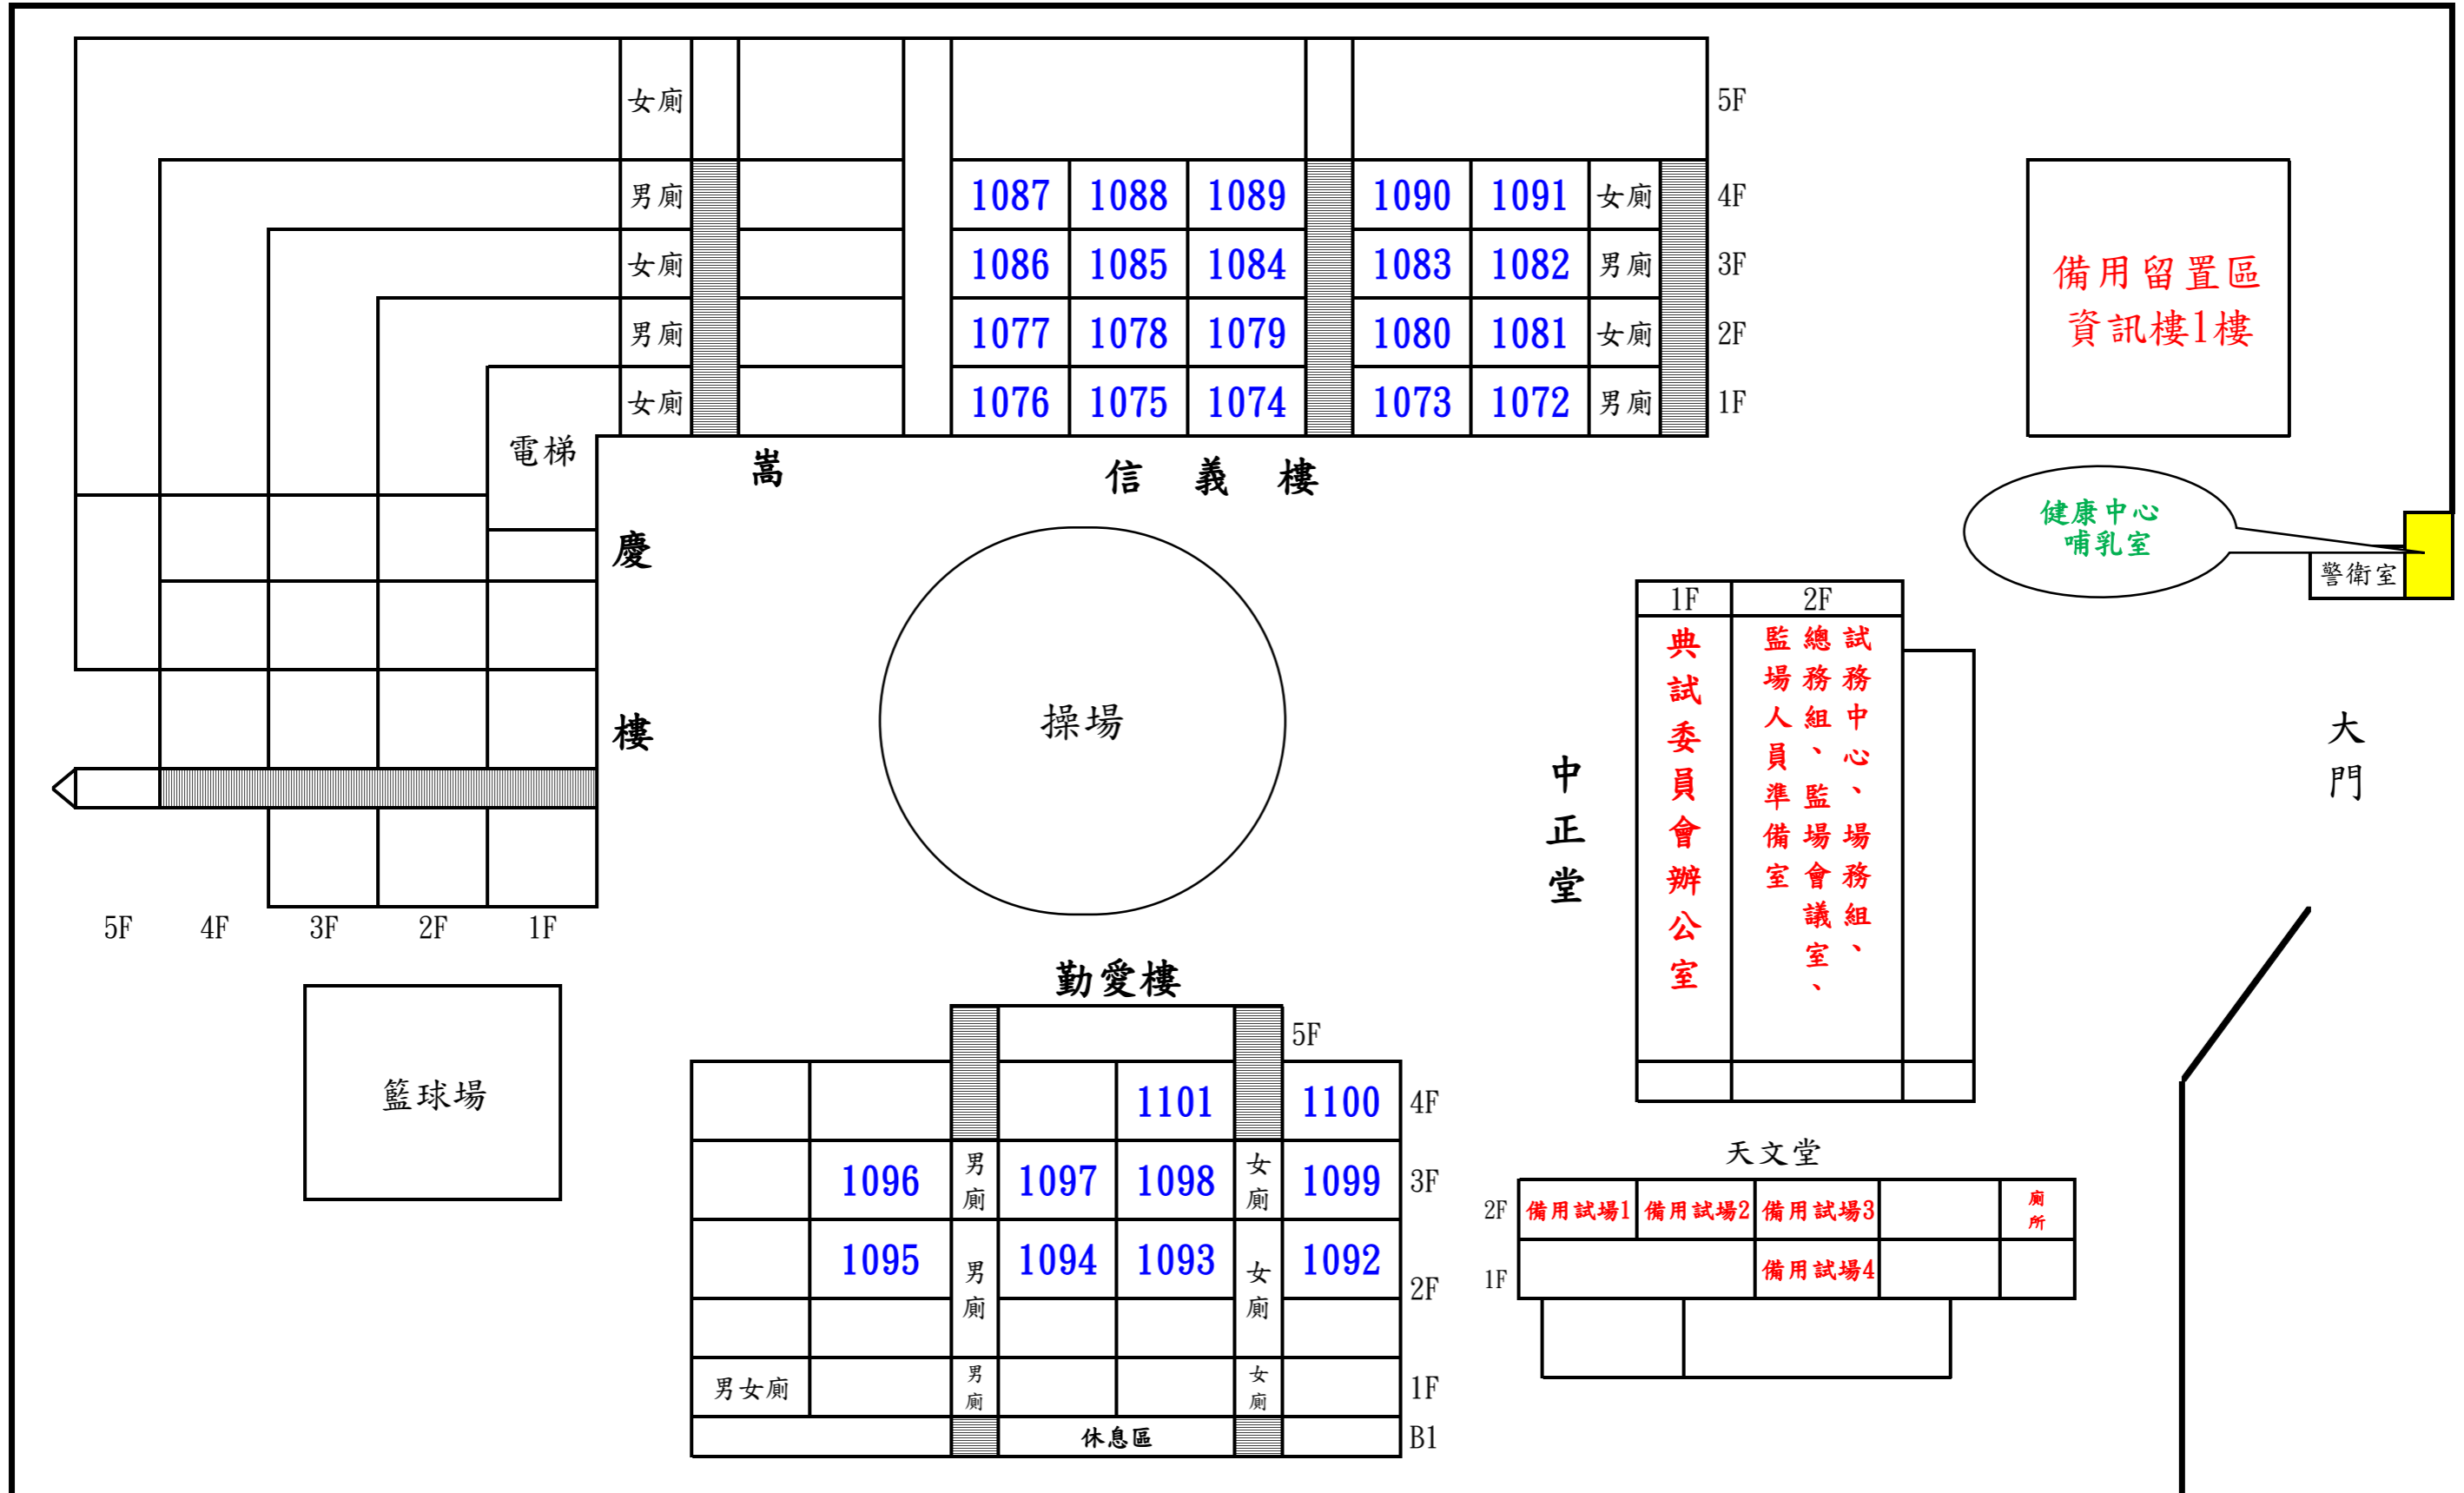 女廁
5F
男廁
1087 1088 1089 1090 1091 女廁 4F
女廁
1086 1085 1084 1083 1082 男廁 3F
男廁
1077 1078 1079 1080 1081 女廁 2F
女廁
1076 1075 1074 1073 1072 男廁 1F
備用留置區
資訊樓1樓
電梯
嵩
慶
樓
信義樓
健康中心
哺乳室
警衛室
操場
1F
2F
典試委員會辦公室
試務中心、場務組、
總務組、監場會議室、
監場人員準備室
中正堂
大門
5F 4F 3F 2F 1F
籃球場
勤愛樓
5F
1101 1100 4F
1096 男廁 1097 1098 女廁 1099 3F
1095 男廁 1094 1093 女廁 1092 2F
男女廁 男廁 女廁 1F
休息區 B1
天文堂
2F 備用試場1 備用試場2 備用試場3 廁所
1F 備用試場4